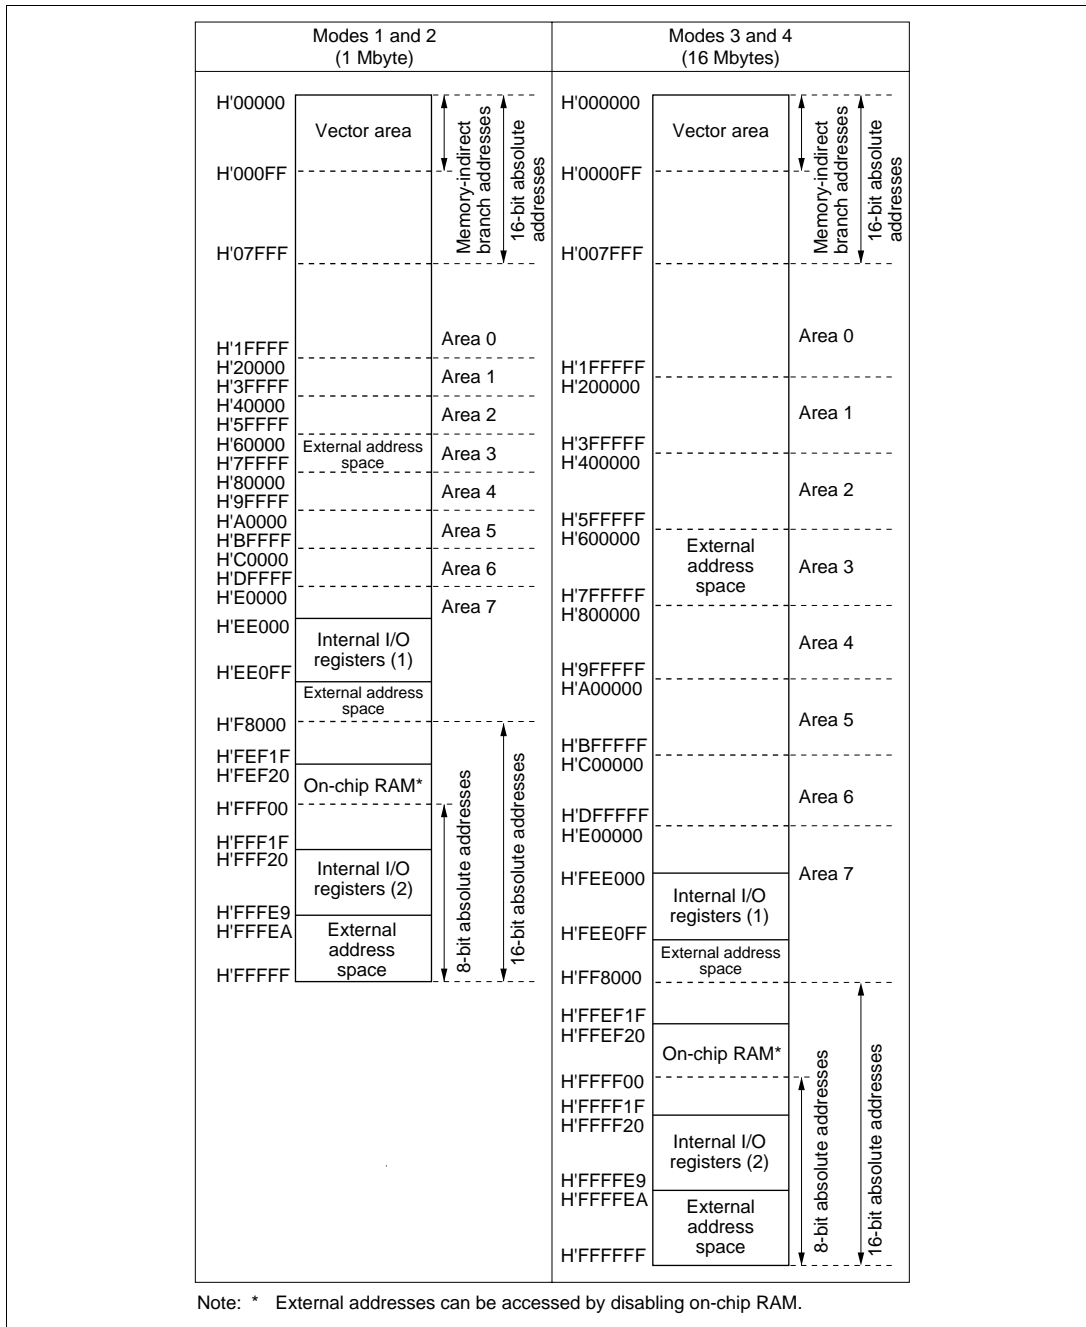 Modes 1 and 2
(1 Mbyte)
H'00000
Vector area
H'000FF
H'07FFF
Memory-indirect
branch addresses
16-bit absolute
addresses
H'1FFFF
Area 0
H'20000
H'3FFFF
Area 1
H'40000
H'5FFFF
Area 2
H'60000
H'7FFFF
External address
space
Area 3
H'80000
H'9FFFF
Area 4
H'A0000
H'BFFFF
Area 5
H'C0000
H'DFFFF
Area 6
H'E0000
Area 7
H'EE000
Internal I/O
registers (1)
H'EE0FF
External address
space
H'F8000
H'FEF1F
H'FEF20
On-chip RAM*
H'FFF00
H'FFF1F
H'FFF20
Internal I/O
registers (2)
H'FFFE9
H'FFFEA
External
address
space
H'FFFFF
8-bit absolute addresses
16-bit absolute addresses
Modes 3 and 4
(16 Mbytes)
H'000000
Vector area
H'0000FF
H'007FFF
Memory-indirect
branch addresses
16-bit absolute
addresses
Area 0
H'1FFFFF
H'200000
Area 1
H'3FFFFF
H'400000
Area 2
H'5FFFFF
H'600000
External
address
space
Area 3
H'7FFFFF
H'800000
Area 4
H'9FFFFF
H'A00000
Area 5
H'BFFFFF
H'C00000
Area 6
H'DFFFFF
H'E00000
Area 7
H'FEE000
Internal I/O
registers (1)
H'FEE0FF
External address
space
H'FF8000
H'FFEF1F
H'FFEF20
On-chip RAM*
H'FFFF00
H'FFFF1F
H'FFFF20
Internal I/O
registers (2)
H'FFFFE9
H'FFFFEA
External
address
space
H'FFFFFF
8-bit absolute addresses
16-bit absolute addresses
Note: * External addresses can be accessed by disabling on-chip RAM.